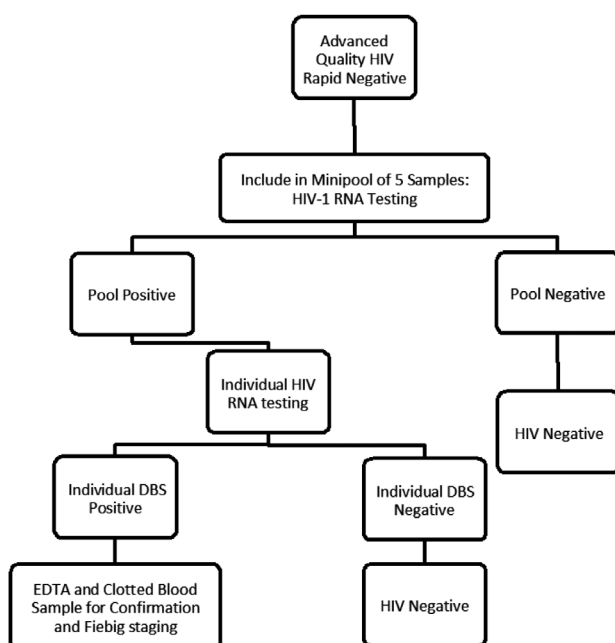 Advanced
Quality HIV
Rapid Negative
Include in Minipool of 5 Samples:
HIV-1 RNA Testing
Pool Positive
Pool Negative
Individual HIV
RNA testing
HIV Negative
Individual DBS
Positive
Individual DBS
Negative
EDTA and Clotted Blood
Sample for Confirmation
and Fiebig staging
HIV Negative